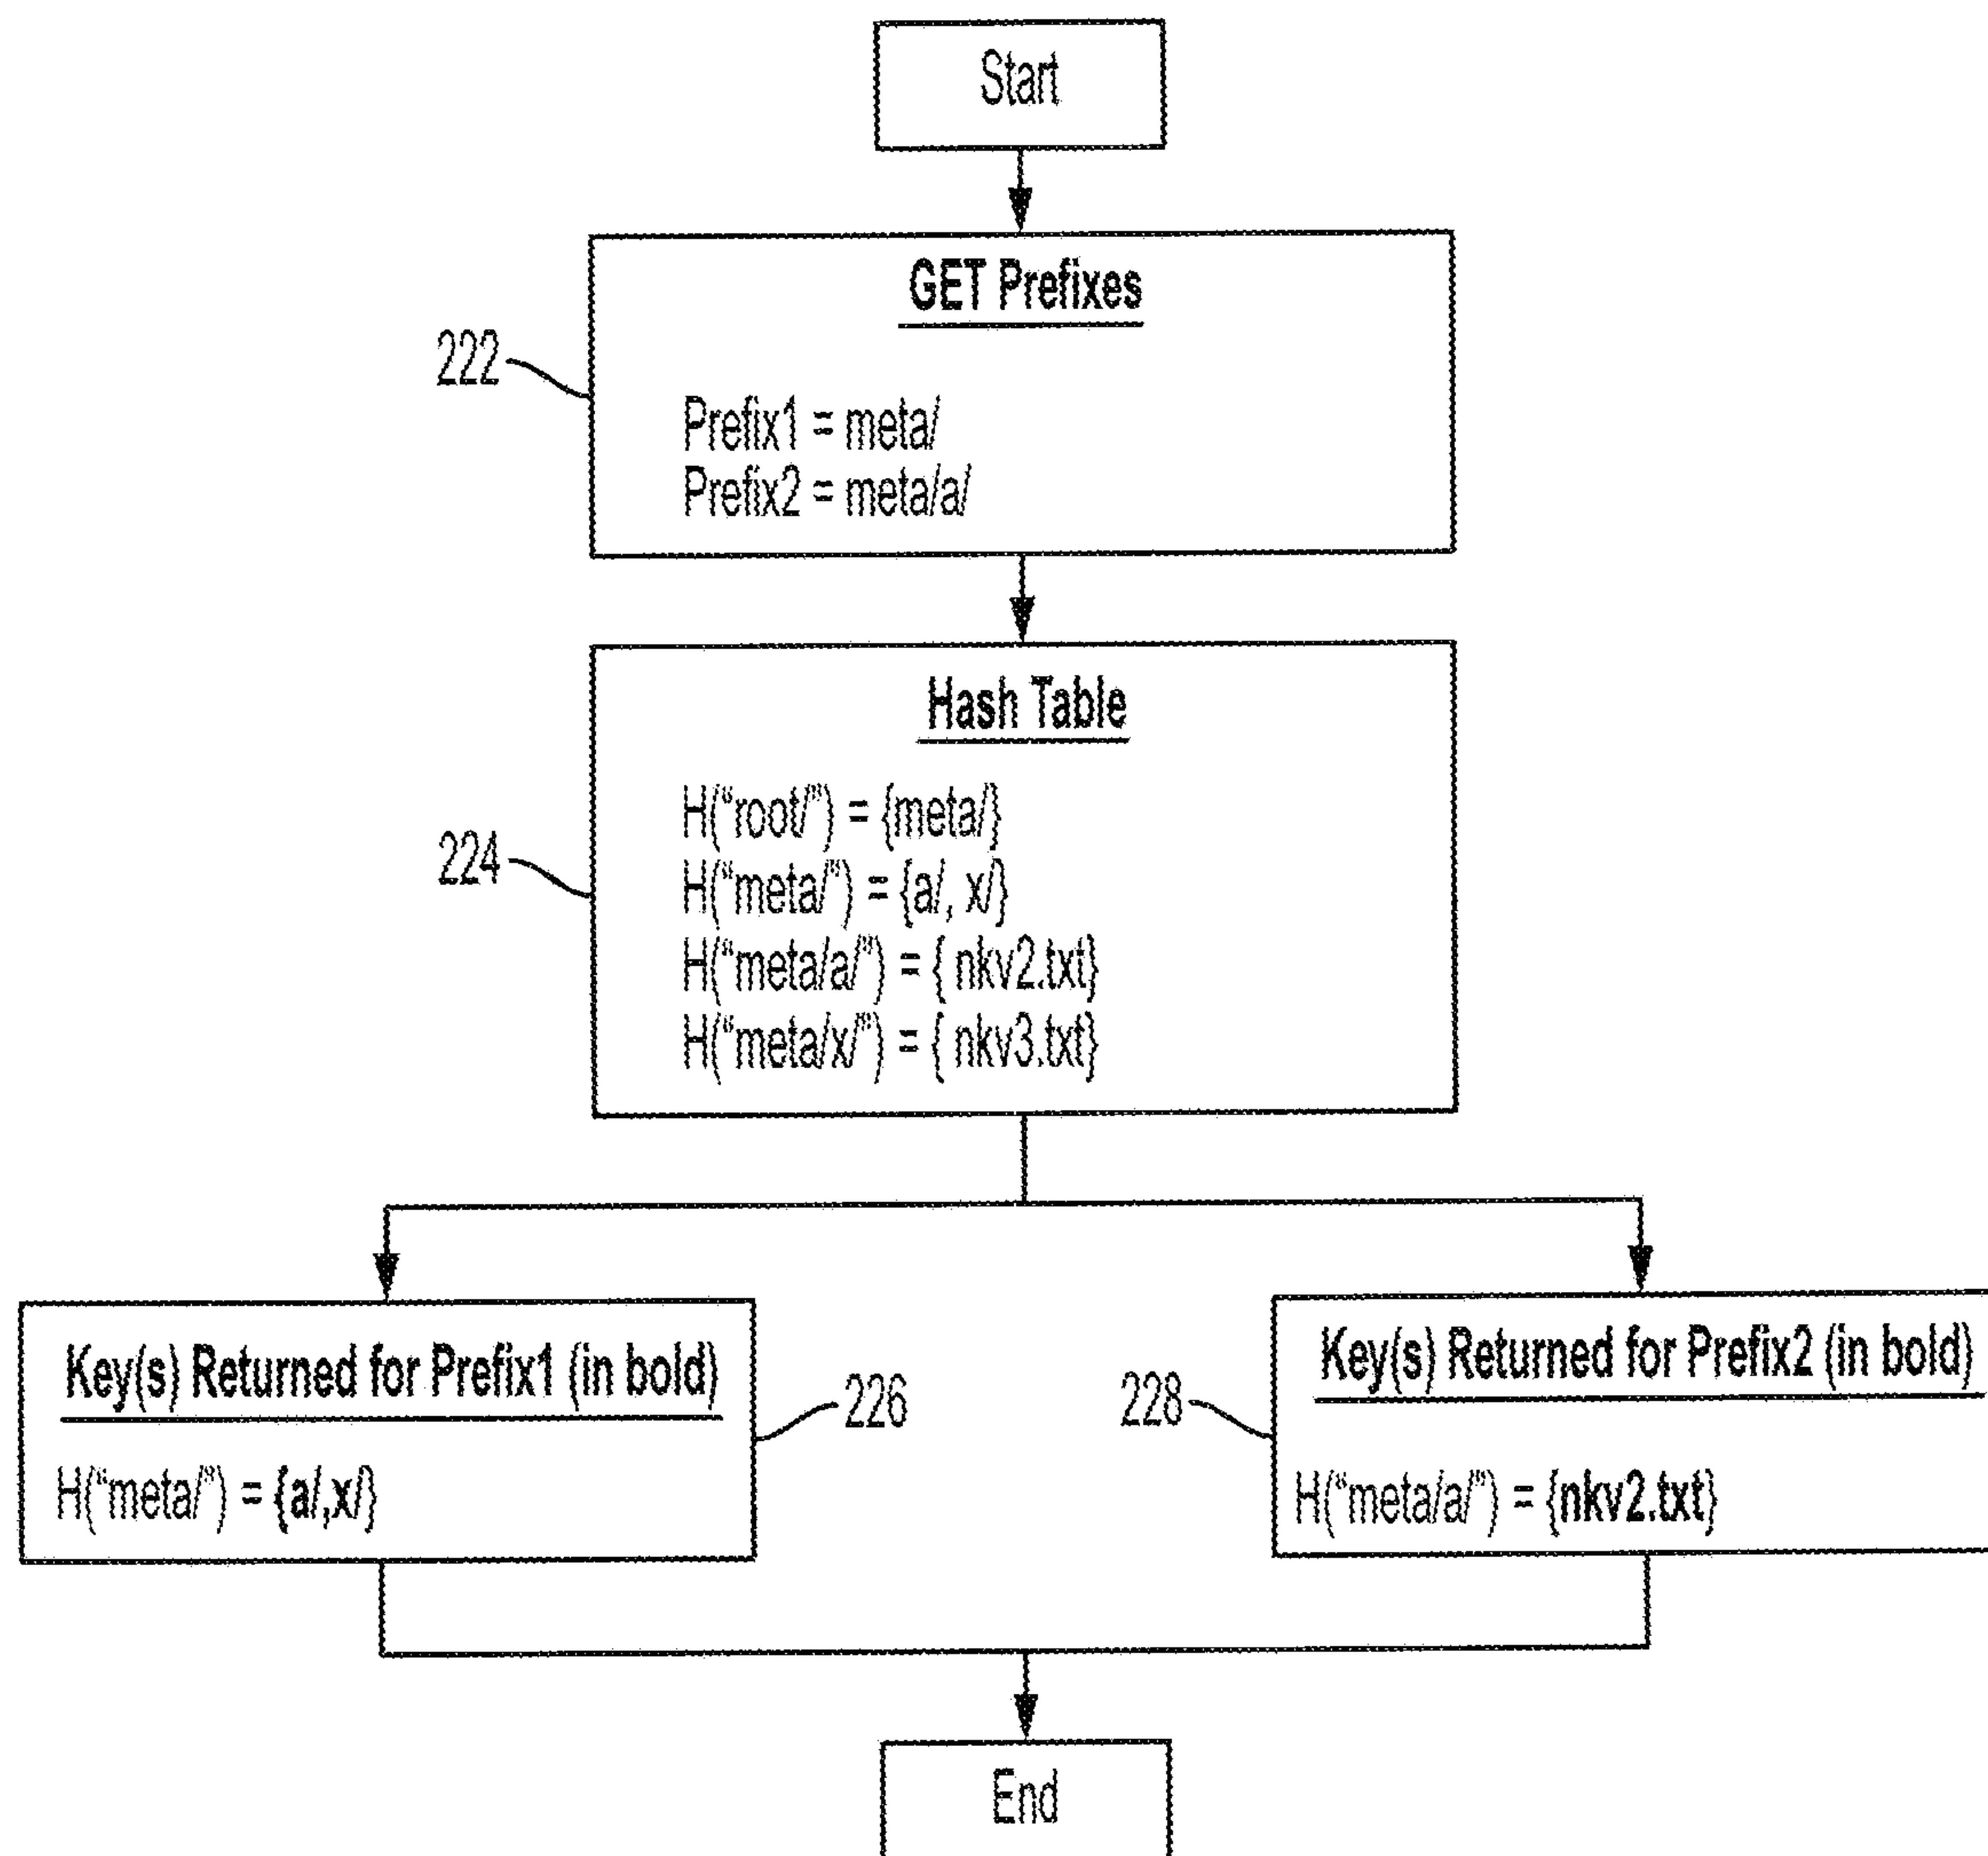 Start
GET Prefixes
222
Prefix1 = meta/
Prefix2 = meta/a/
Hash Table
H(“root/”) = {meta/}
224
H(“meta/”) = {a/, x/}
H(“meta/a/”) = { nkv2.txt}
H(“meta/x/”) = { nkv3.txt}
Key(s) Returned for Prefix1 (in bold)
226
H(“meta/”) = {a/,x/}
Key(s) Returned for Prefix2 (in bold)
228
H(“meta/a/”) = {nkv2.txt}
End